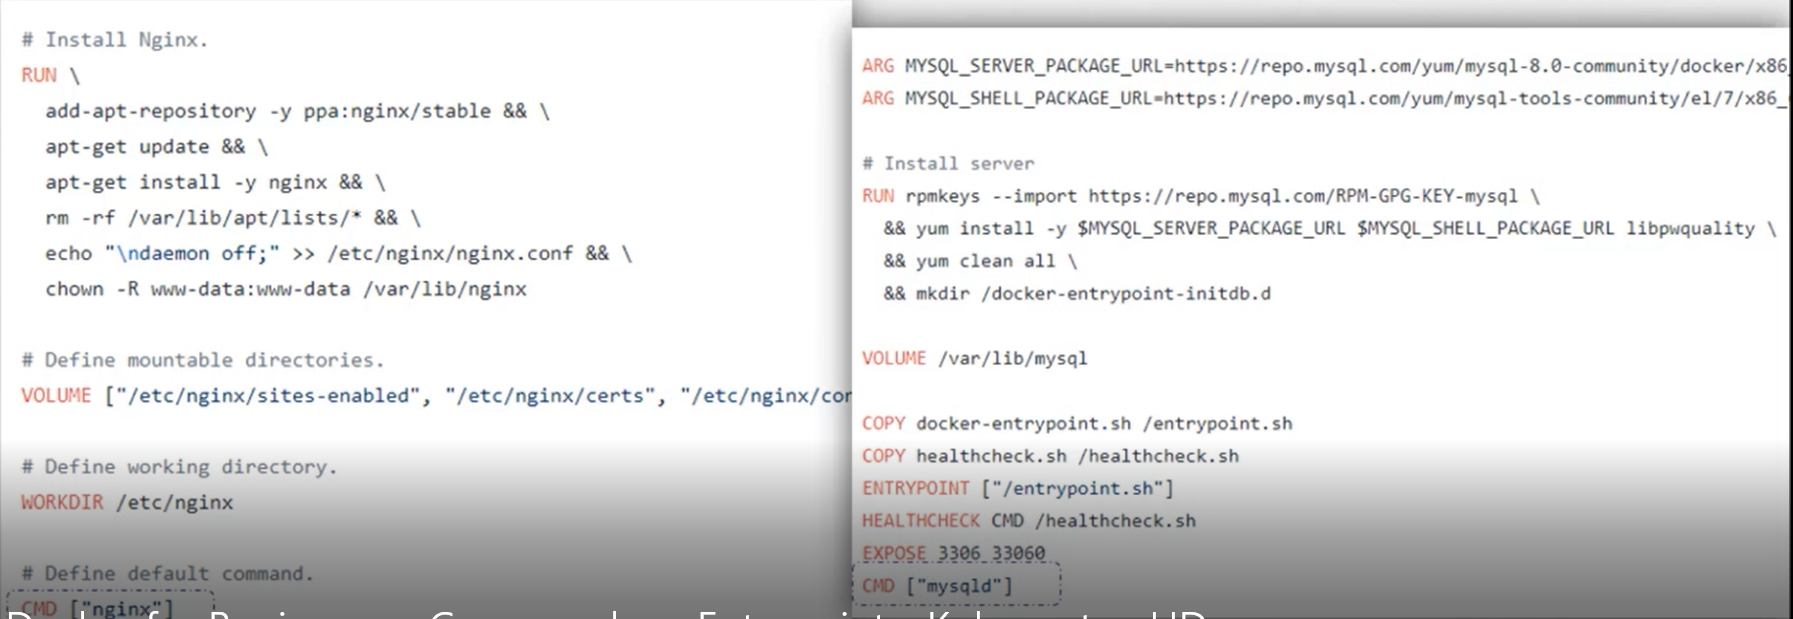 # Install Nginx.
RUN \
add-apt-repository -y ppa:nginx/stable && \
apt-get update && \
apt-get install -y nginx && \
rm -rf /var/lib/apt/lists/* && \
echo "\ndaemon off;" >> /etc/nginx/nginx.conf && \
chown -R www-data:www-data /var/lib/nginx
# Define mountable directories.
VOLUME ["/etc/nginx/sites-enabled", "/etc/nginx/certs", "/etc/nginx/con
# Define working directory.
WORKDIR /etc/nginx
# Define default command.
CMD ["nginx"]
ARG MYSQL_SERVER_PACKAGE_URL=https://repo.mysql.com/yum/mysql-8.0-community/docker/x86_
ARG MYSQL_SHELL_PACKAGE_URL=https://repo.mysql.com/yum/mysql-tools-community/el/7/x86_
# Install server
RUN rpmkeys --import https://repo.mysql.com/RPM-GPG-KEY-mysql \
&& yum install -y $MYSQL_SERVER_PACKAGE_URL $MYSQL_SHELL_PACKAGE_URL libpwquality \
&& yum clean all \
&& mkdir /docker-entrypoint-initdb.d
VOLUME /var/lib/mysql
COPY docker-entrypoint.sh /entrypoint.sh
COPY healthcheck.sh /healthcheck.sh
ENTRYPOINT ["/entrypoint.sh"]
HEALTHCHECK CMD /healthcheck.sh
EXPOSE 3306 33060
CMD ["mysqld"]